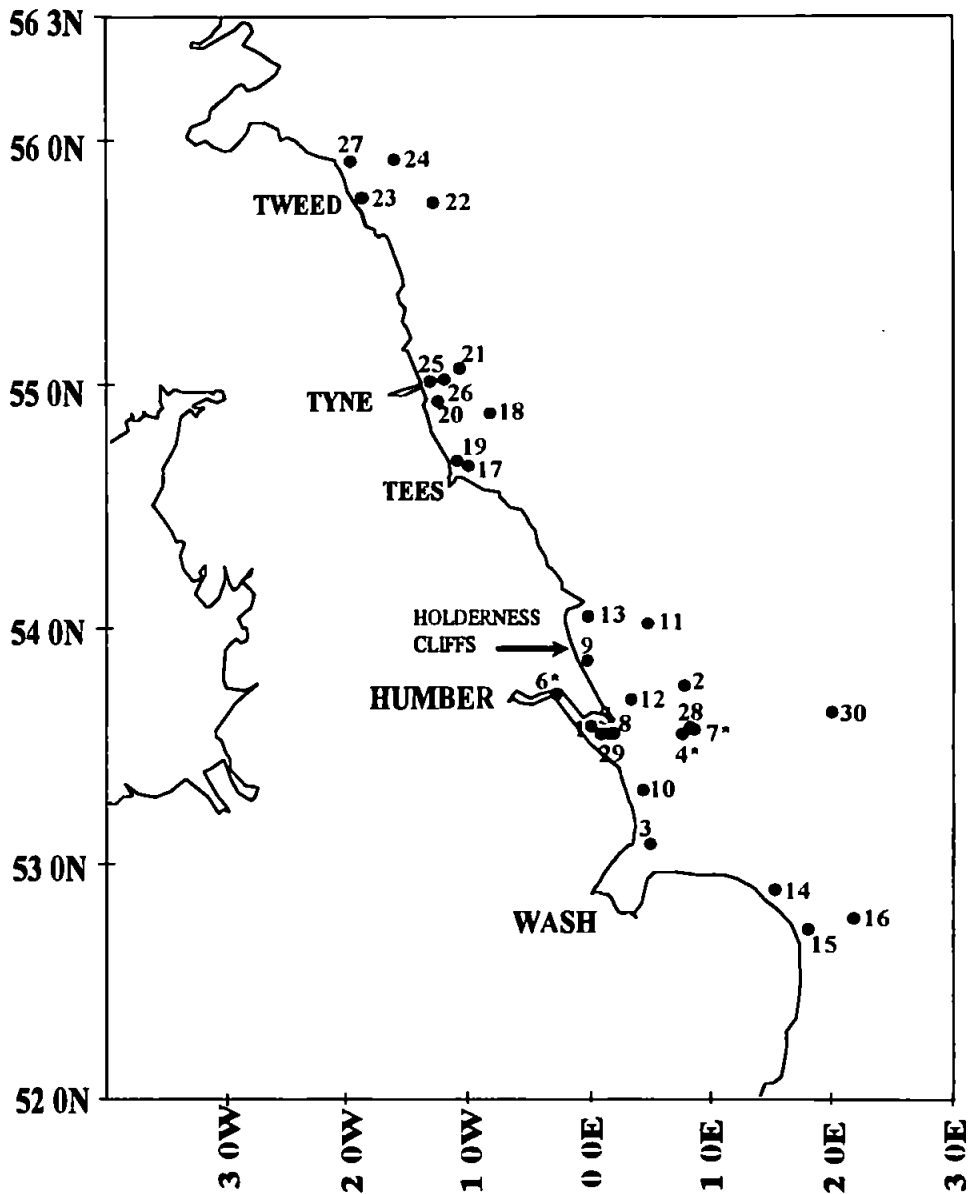 56 3N
56 0N
27
24
TWEED
23
22
21
25
55 0N
26
TYNE
20
18
19
17
TEES
HOLDERNESS
CLIFFS
13
11
54 0N
9
6*
2
HUMBER
12
28
30
1
8
7*
29
4*
10
3
53 0N
14
WASH
16
15
52 0N
3 0W
2 0W
1 0W
0 0E
1 0E
2 0E
3 0E